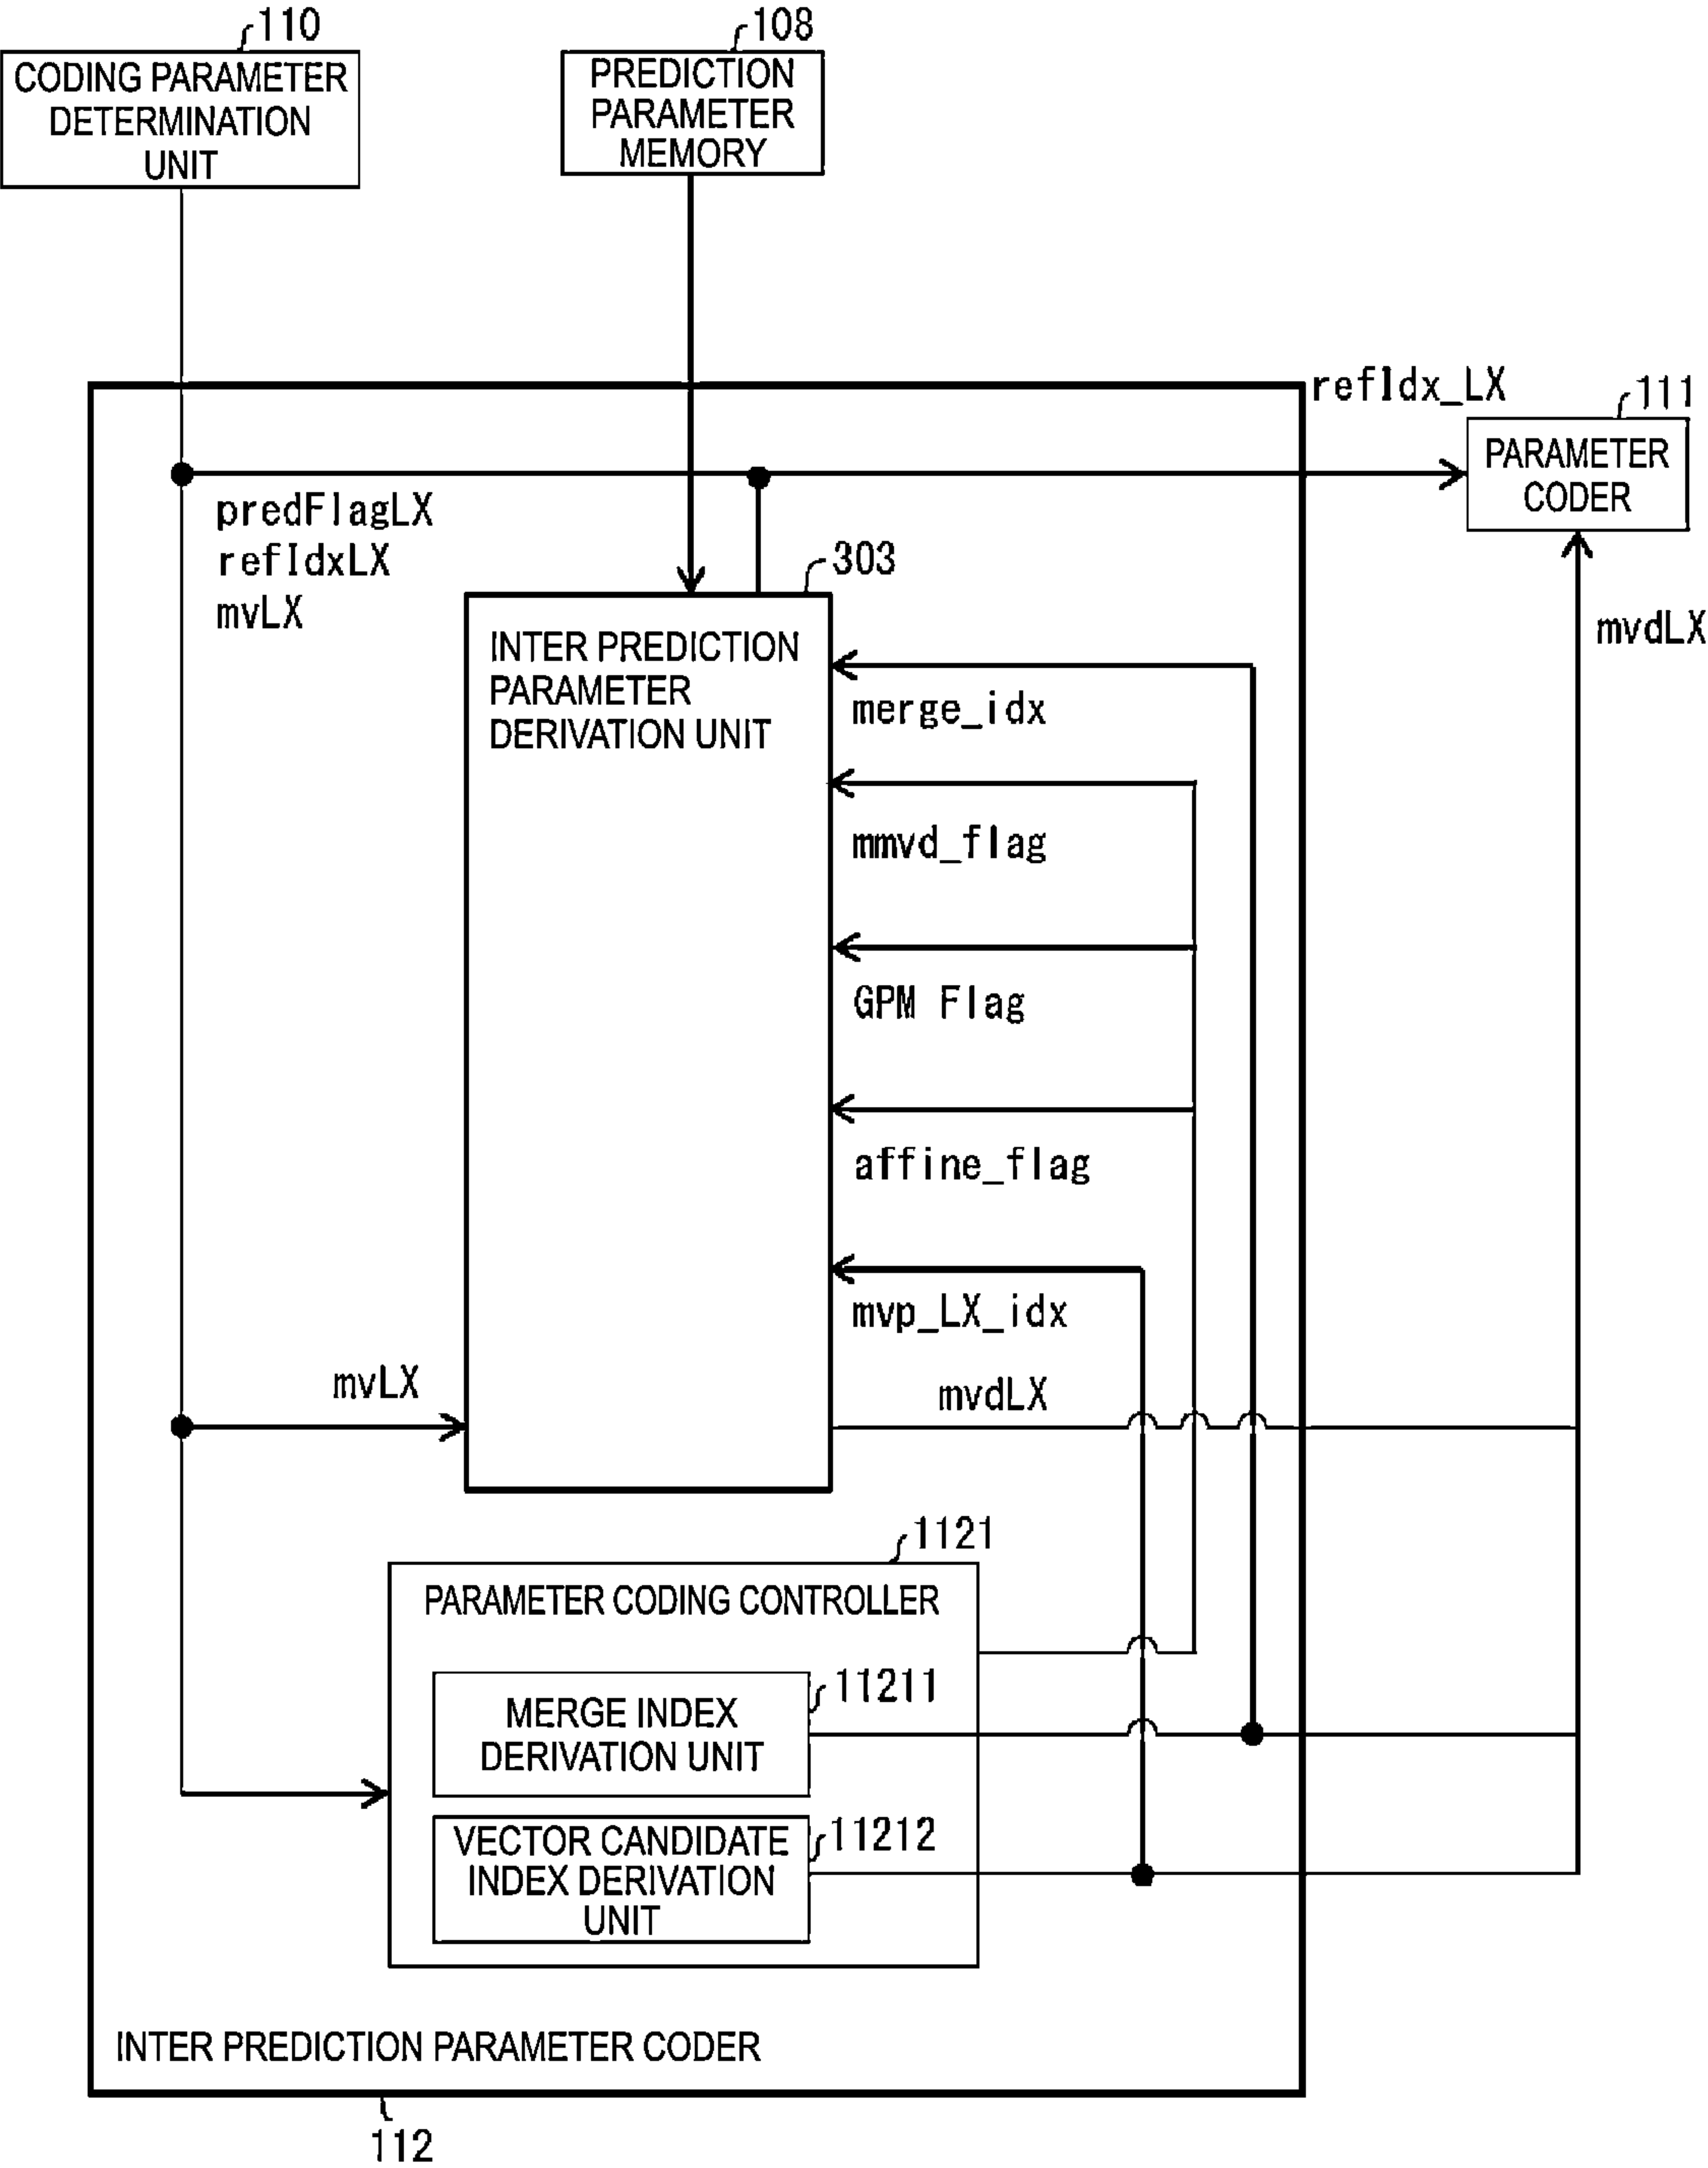 110
CODING PARAMETER
DETERMINATION
UNIT
108
PREDICTION
PARAMETER
MEMORY
refIdx_LX
111
PARAMETER
CODER
predFlagLX
refIdxLX
mvLX
303
INTER PREDICTION
PARAMETER
DERIVATION UNIT
mvdLX
merge_idx
mmvd_flag
GPM Flag
affine_flag
mvp_LX_idx
mvLX
mvdLX
1121
PARAMETER CODING CONTROLLER
11211
MERGE INDEX
DERIVATION UNIT
11212
VECTOR CANDIDATE
INDEX DERIVATION
UNIT
INTER PREDICTION PARAMETER CODER
112